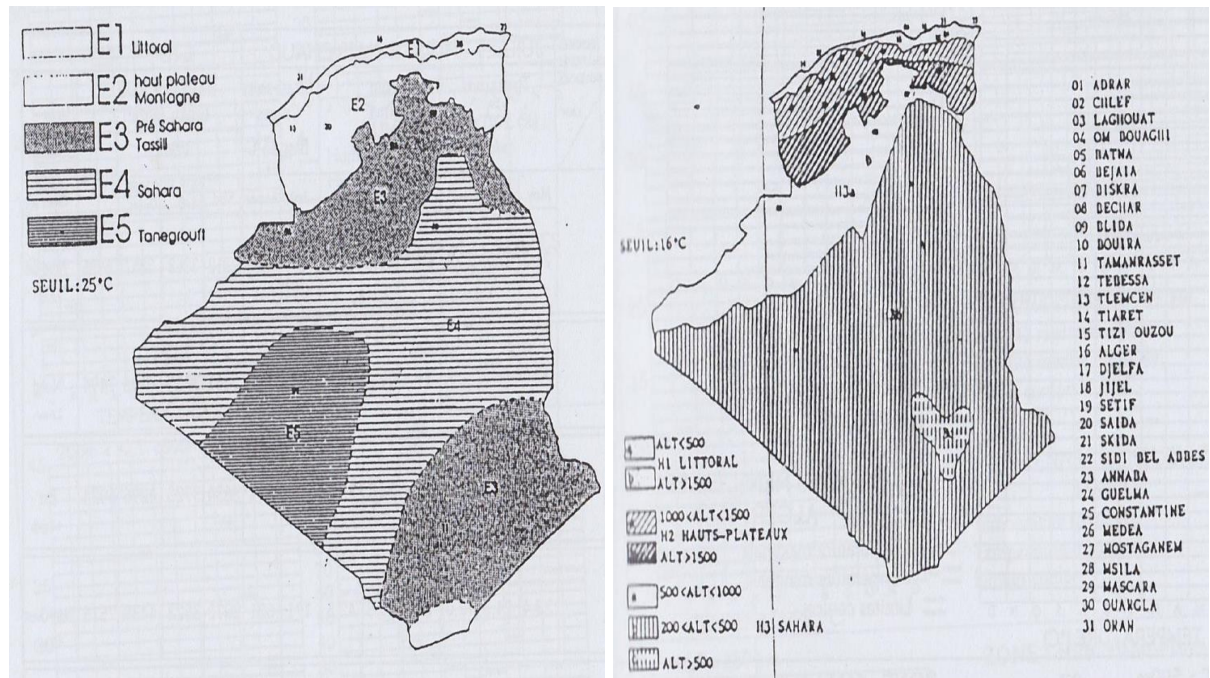 E1 Littoral
E2 haut plateau
Montagne
E3 Pré Sahara
Tassili
E4 Sahara
E5 Tanegrouft
SEUIL:25°C
E1
E2
E3
E4
E5
E3
SEUIL:16°C
H3a
ALT<500
H1 LITTORAL
ALT>1500
1000<ALT<1500
H2 HAUTS-PLATEAUX
ALT>1500
500<ALT<1000
200<ALT<500 H3 SAHARA
ALT>500
01 ADRAR
02 CHLEF
03 LAGHOUAT
04 OM BOUAGHI
05 BATNA
06 BEJAIA
07 BISKRA
08 BECHAR
09 BLIDA
10 BOUIRA
11 TAMANRASSET
12 TEBESSA
13 TLEMCEN
14 TIARET
15 TIZI OUZOU
16 ALGER
17 DJELFA
18 JIJEL
19 SETIF
20 SAIDA
21 SKIDA
22 SIDI BEL ABBES
23 ANNABA
24 GUELMA
25 CONSTANTINE
26 MEDEA
27 MOSTAGANEM
28 MSILA
29 MASCARA
30 OUARGLA
31 ORAN